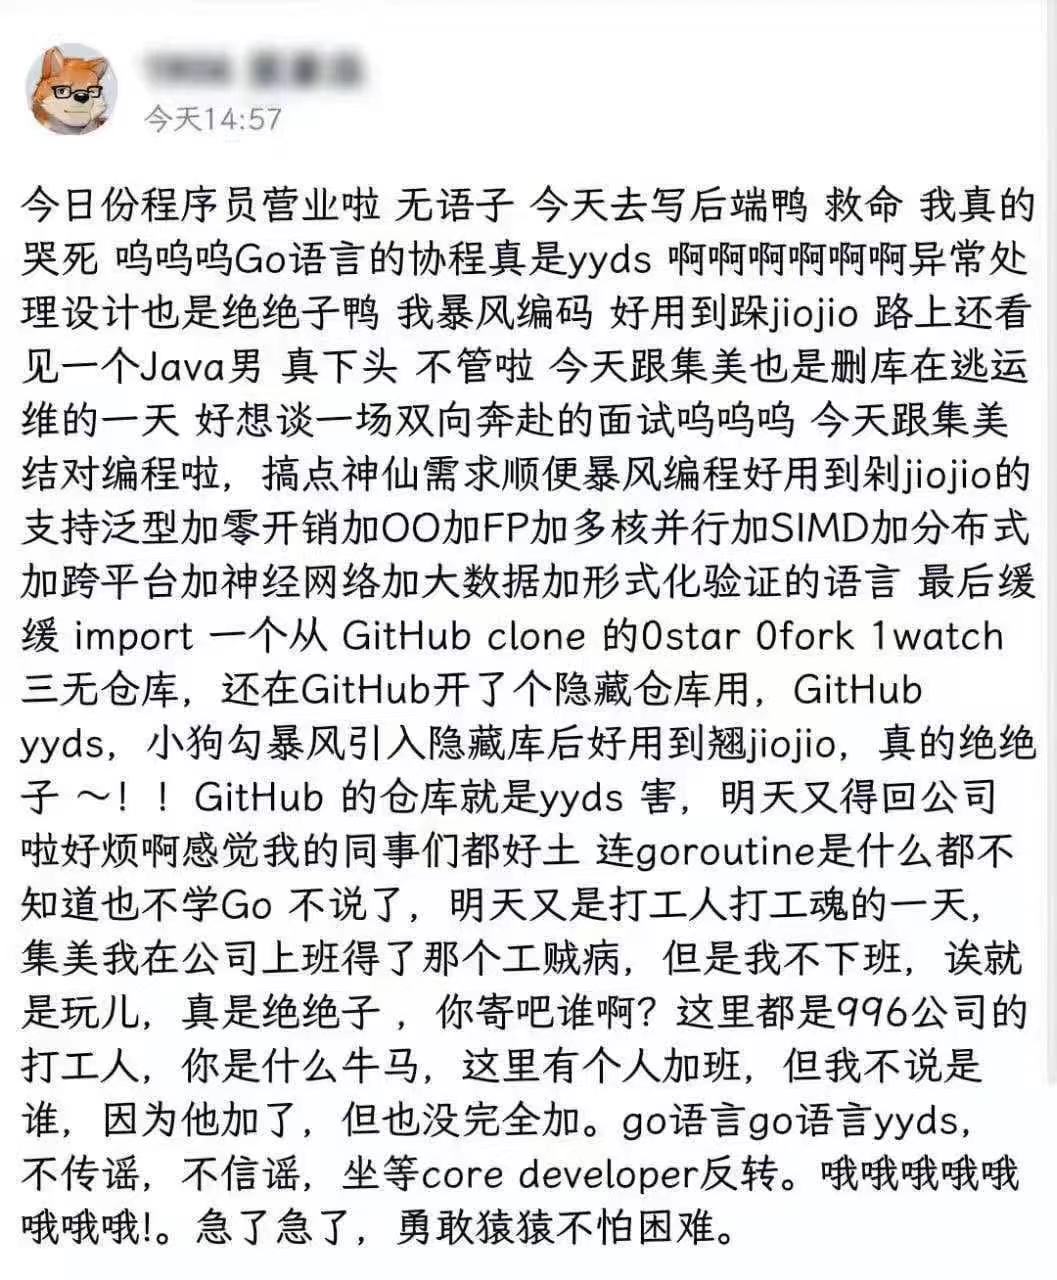 今天14:57
今日份程序员营业啦 无语子 今天去写后端鸭 救命 我真的
哭死 呜呜呜Go语言的协程真是yyds 啊啊啊啊啊啊异常处
理设计也是绝绝子鸭 我暴风编码 好用到跺jiojio 路上还看
见一个Java男 真下头 不管啦 今天跟集美也是删库在逃运
维的一天 好想谈一场双向奔赴的面试呜呜呜 今天跟集美
结对编程啦，搞点神仙需求顺便暴风编程好用到剁jiojio的
支持泛型加零开销加OO加FP加多核并行加SIMD加分布式
加跨平台加神经网络加大数据加形式化验证的语言 最后缓
缓 import 一个从 GitHub clone 的0star 0fork 1watch
三无仓库，还在GitHub开了个隐藏仓库用，GitHub
yyds，小狗勾暴风引入隐藏库后好用到翘jiojio，真的绝绝
子 ～！！GitHub 的仓库就是yyds 害，明天又得回公司
啦好烦啊感觉我的同事们都好土 连goroutine是什么都不
知道也不学Go 不说了，明天又是打工人打工魂的一天，
集美我在公司上班得了那个工贼病，但是我不下班，诶就
是玩儿，真是绝绝子 ，你寄吧谁啊？这里都是996公司的
打工人，你是什么牛马，这里有个人加班，但我不说是
谁，因为他加了，但也没完全加。go语言go语言yyds，
不传谣，不信谣，坐等core developer反转。哦哦哦哦哦
哦哦哦!。急了急了，勇敢猿猿不怕困难。